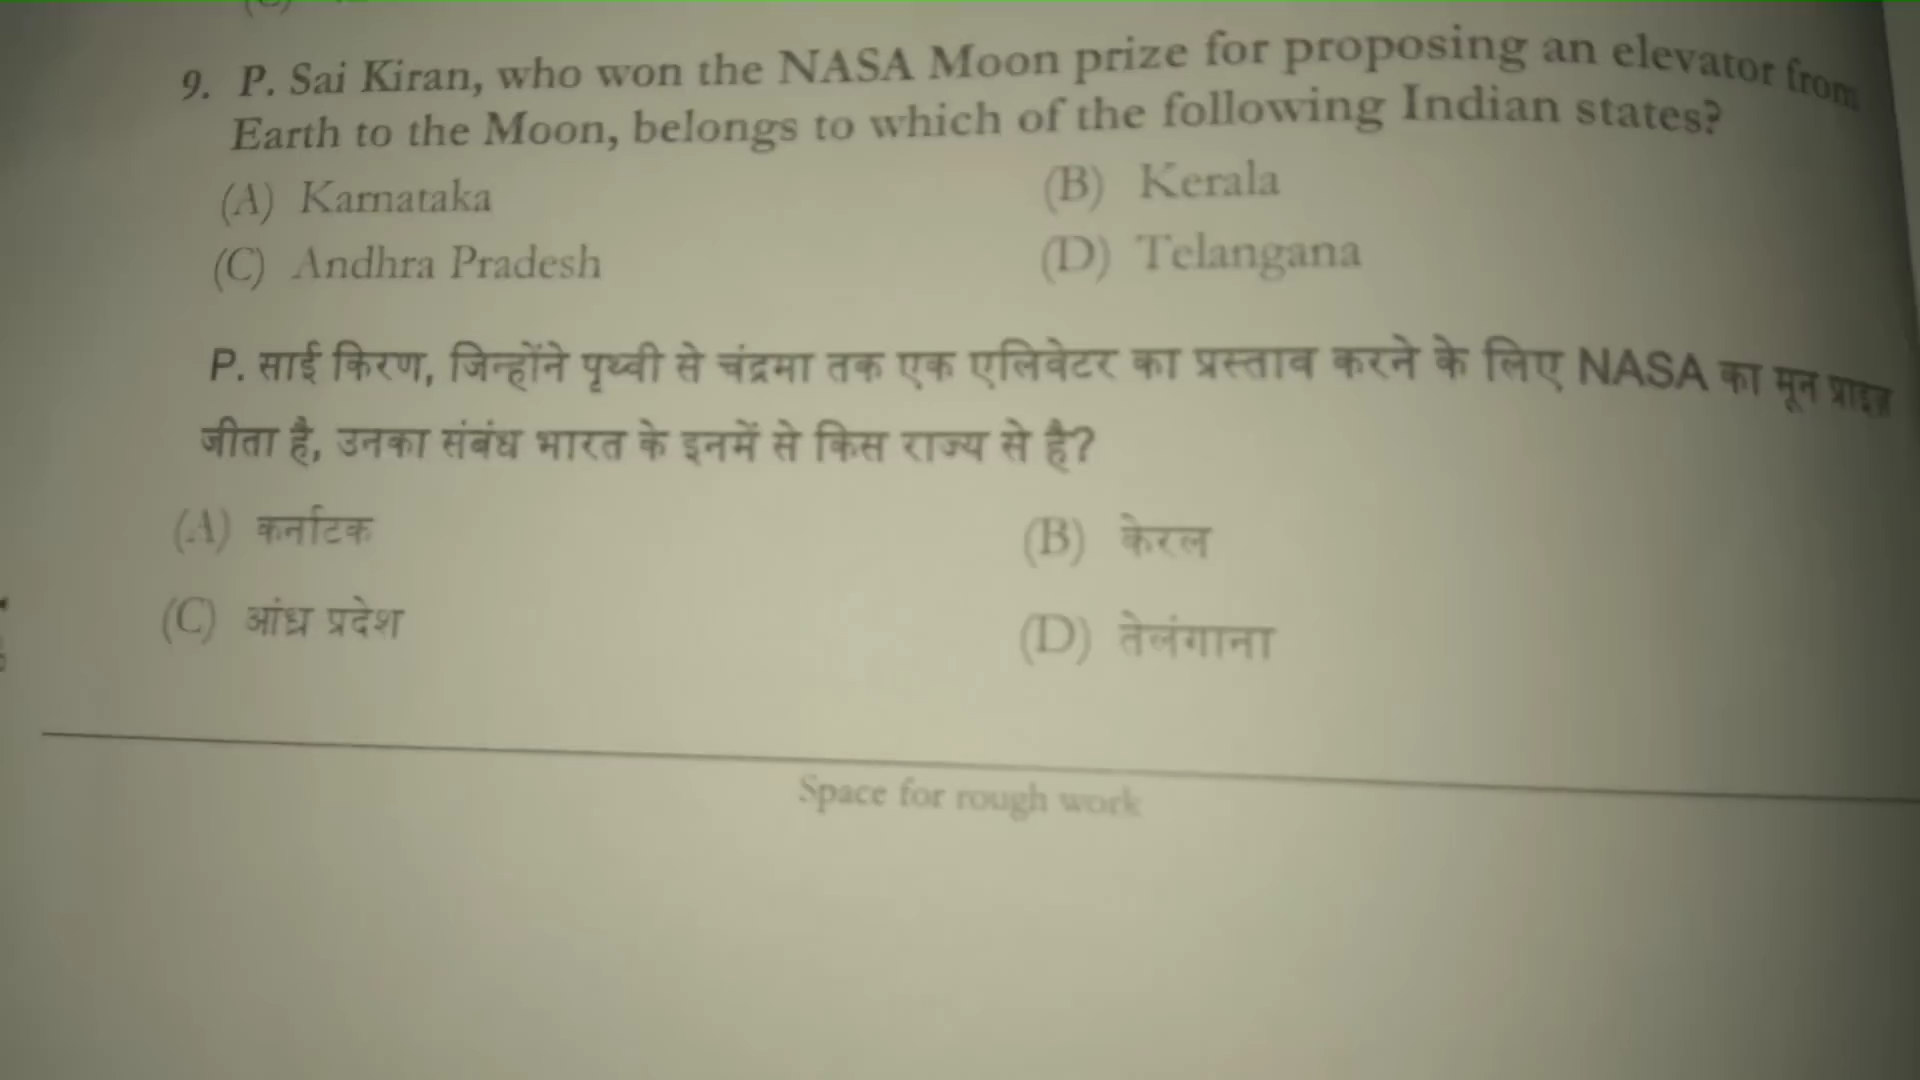 9. P. Sai Kiran, who won the NASA Moon prize for proposing an elevator from
Earth to the Moon, belongs to which of the following Indian states?
(A) Karnataka (B) Kerala
(C) Andhra Pradesh (D) Telangana
P. साई किरण, जिन्होंने पृथ्वी से चंद्रमा तक एक एलिवेटर का प्रस्ताव करने के लिए NASA का मून प्राइज़
जीता है, उनका संबंध भारत के इनमें से किस राज्य से है?
(A) कर्नाटक (B) केरल
(C) आंध्र प्रदेश (D) तेलंगाना
Space for rough work